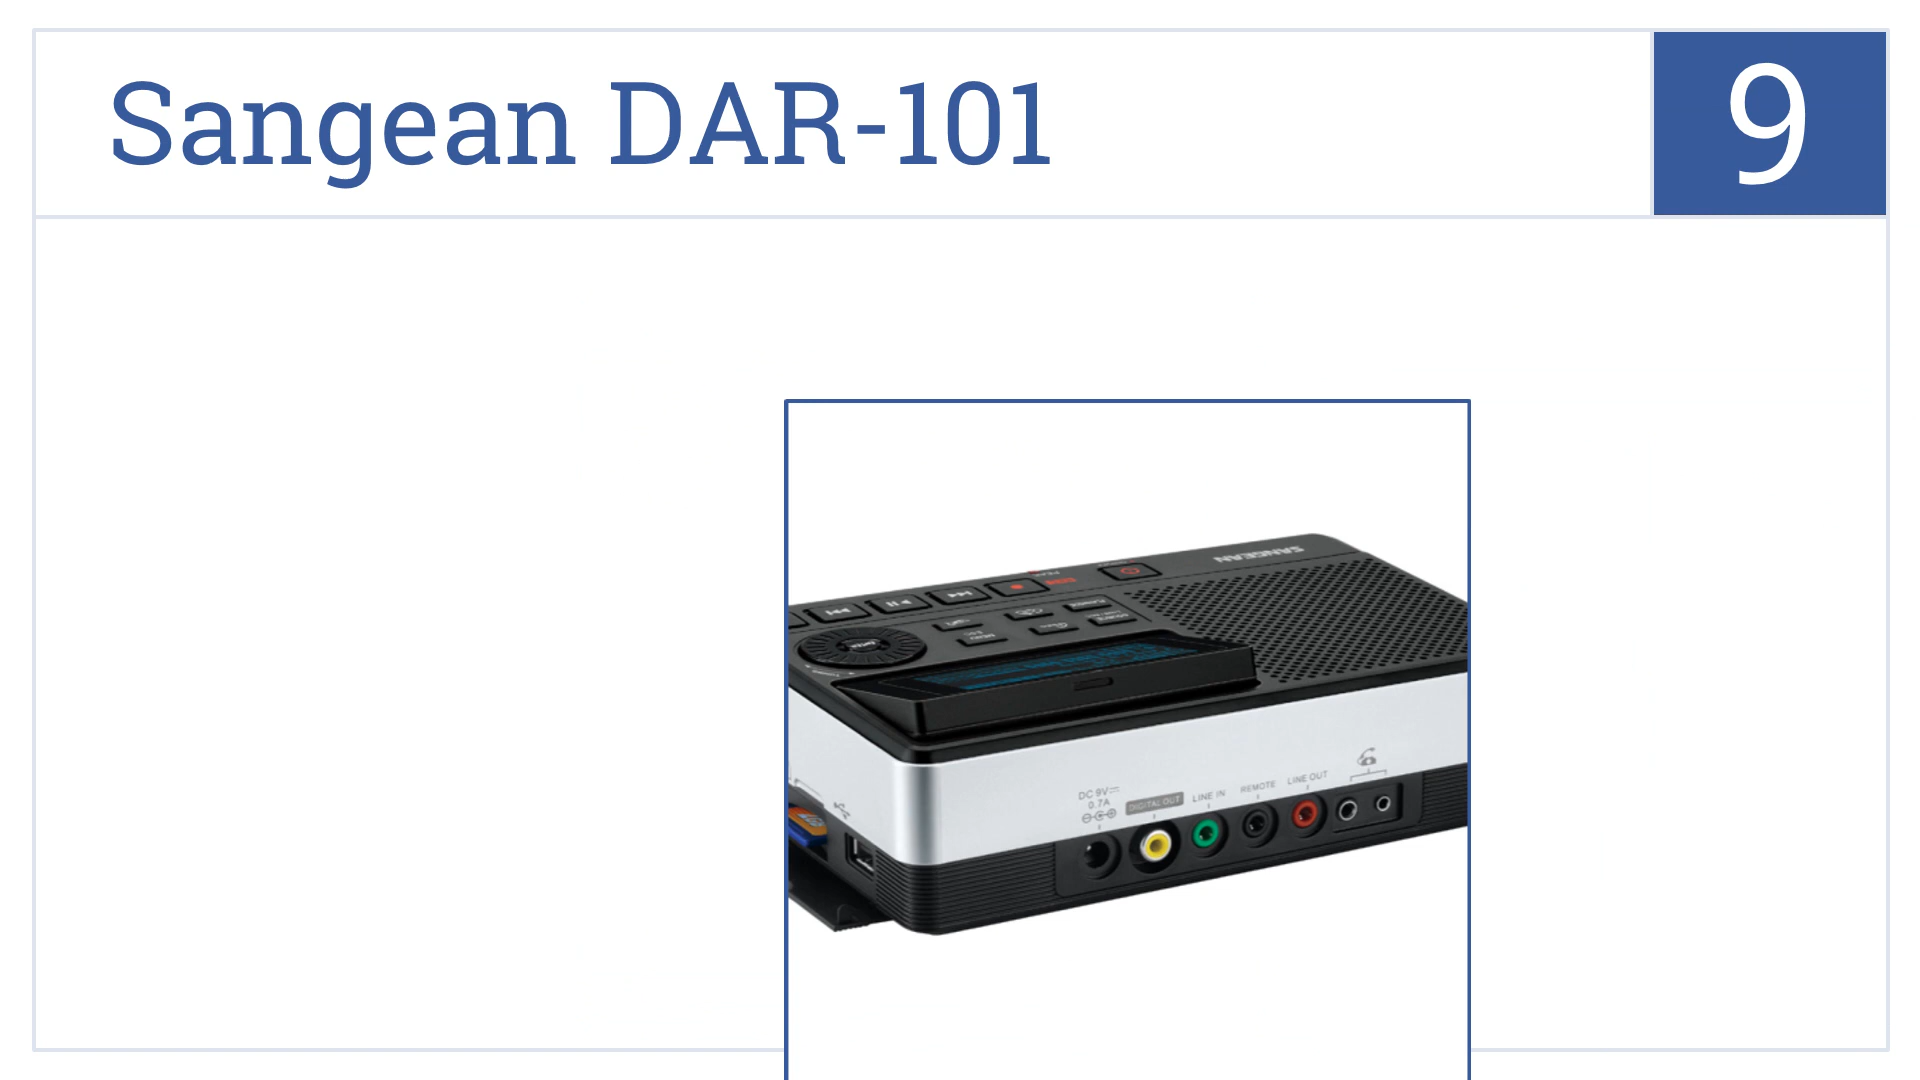 Sangean DAR-101
9
SANGEAN
DC 9V
0.7A
DIGITAL OUT
LINE IN
REMOTE
LINE OUT